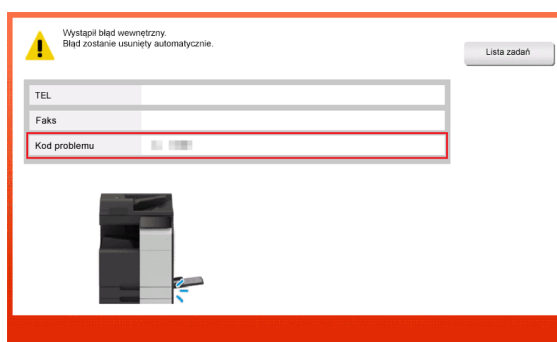 Wystąpił błąd wewnętrzny.
Błąd zostanie usunięty automatycznie.
Lista zadań
TEL
Faks
Kod problemu